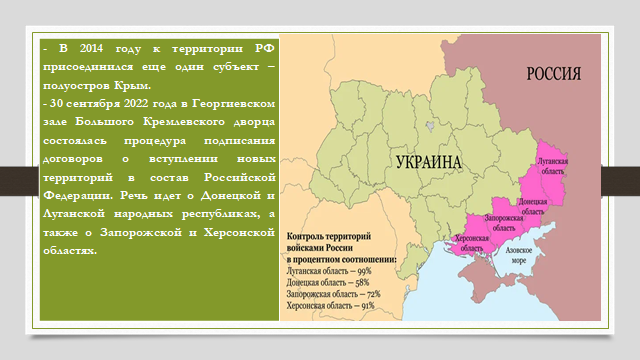 - В 2014 году к территории РФ
присоединился еще один субъект –
полуостров Крым.
- 30 сентября 2022 года в Георгиевском
зале Большого Кремлевского дворца
состоялась процедура подписания
договоров о вступлении новых
территорий в состав Российской
Федерации. Речь идет о Донецкой и
Луганской народных республиках, а
также о Запорожской и Херсонской
областях.
РОССИЯ
УКРАИНА
Луганская
область
Донецкая
область
Запорожская
область
Херсонская
область
Азовское
море
Контроль территорий
войсками России
в процентном соотношении:
Луганская область – 99%
Донецкая область – 58%
Запорожская область – 72%
Херсонская область – 91%